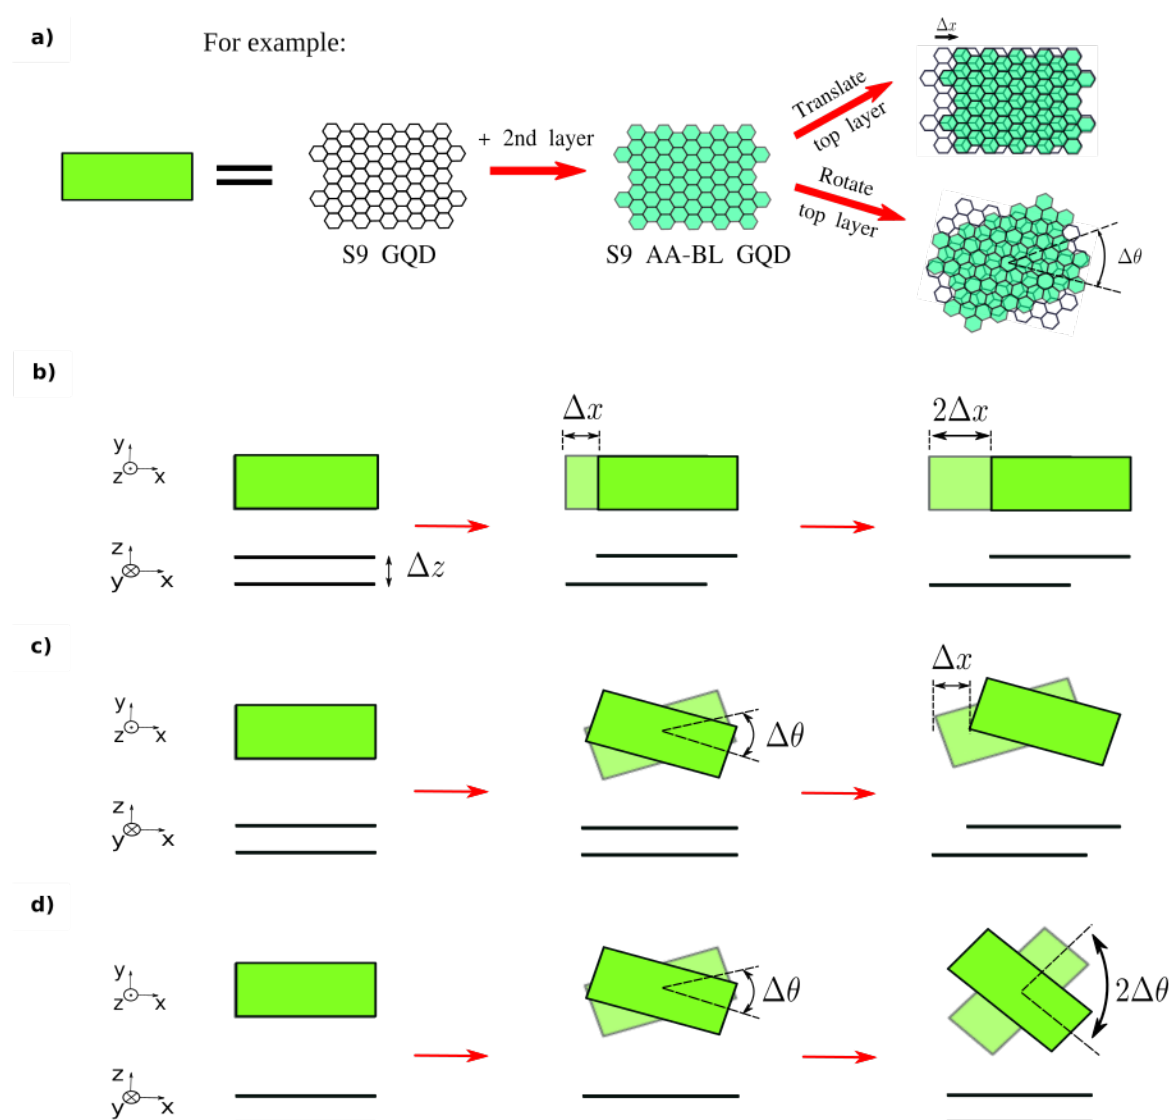 a)
For example:
Δx
+ 2nd layer
Translate
top layer
Rotate
top layer
Δθ
S9 GQD
S9 AA-BL GQD
b)
Δx
2Δx
y
z
x
z
y
x
Δz
c)
Δx
y
z
x
Δθ
z
y
x
d)
y
z
x
Δθ
2Δθ
z
y
x